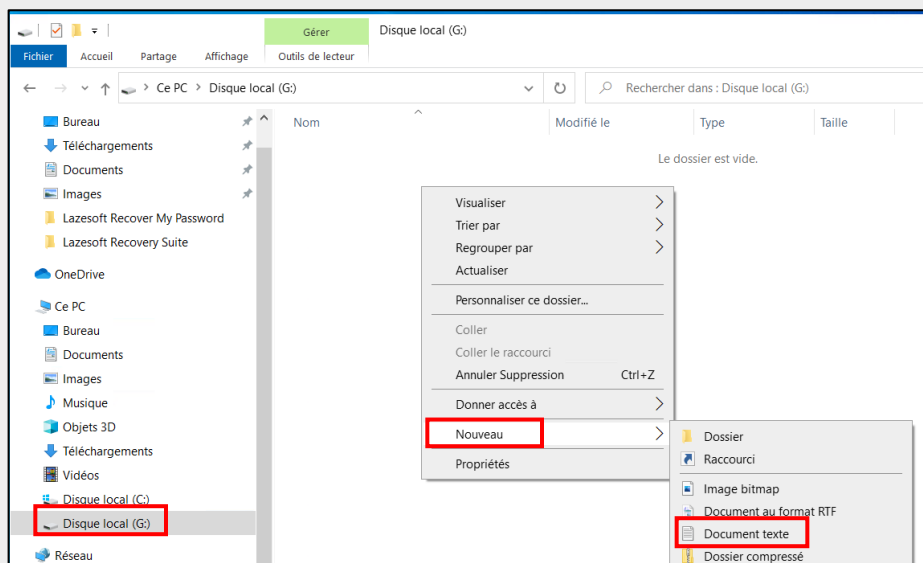 Gérer
Disque local (G:)
Fichier
Accueil
Partage
Affichage
Outils de lecteur
Ce PC
Disque local (G:)
Rechercher dans : Disque local (G:)
Bureau
Téléchargements
Documents
Images
Lazesoft Recover My Password
Lazesoft Recovery Suite
OneDrive
Ce PC
Bureau
Documents
Images
Musique
Objets 3D
Téléchargements
Vidéos
Disque local (C:)
Disque local (G:)
Réseau
Nom
Modifié le
Type
Taille
Le dossier est vide.
Visualiser
Trier par
Regrouper par
Actualiser
Personnaliser ce dossier...
Coller
Coller le raccourci
Annuler Suppression Ctrl+Z
Donner accès à
Nouveau
Propriétés
Dossier
Raccourci
Image bitmap
Document au format RTF
Document texte
Dossier compressé